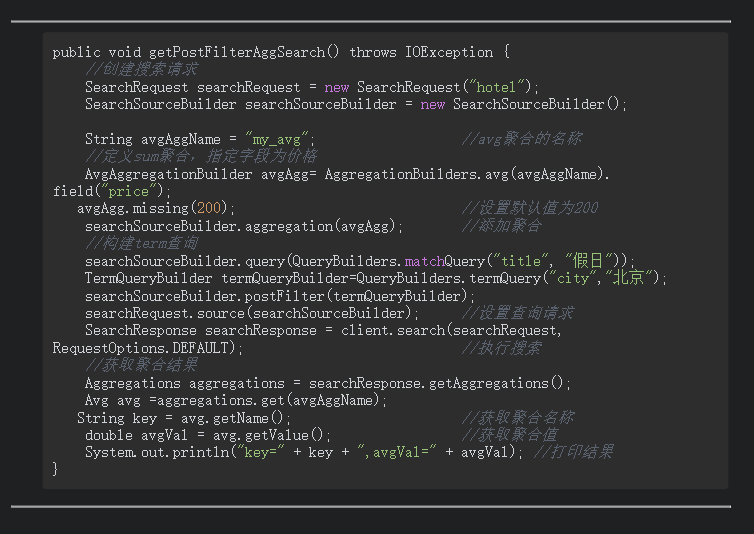 public void getPostFilterAggSearch() throws IOException {
//创建搜索请求
SearchRequest searchRequest = new SearchRequest("hotel");
SearchSourceBuilder searchSourceBuilder = new SearchSourceBuilder();
String avgAggName = "my_avg"; //avg聚合的名称
//定义sum聚合，指定字段为价格
AvgAggregationBuilder avgAgg= AggregationBuilders.avg(avgAggName).
field("price");
avgAgg.missing(200); //设置默认值为200
searchSourceBuilder.aggregation(avgAgg); //添加聚合
//构建term查询
searchSourceBuilder.query(QueryBuilders.matchQuery("title", "假日"));
TermQueryBuilder termQueryBuilder=QueryBuilders.termQuery("city","北京");
searchSourceBuilder.postFilter(termQueryBuilder);
searchRequest.source(searchSourceBuilder); //设置查询请求
SearchResponse searchResponse = client.search(searchRequest,
RequestOptions.DEFAULT); //执行搜索
//获取聚合结果
Aggregations aggregations = searchResponse.getAggregations();
Avg avg =aggregations.get(avgAggName);
String key = avg.getName(); //获取聚合名称
double avgVal = avg.getValue(); //获取聚合值
System.out.println("key=" + key + ",avgVal=" + avgVal); //打印结果
}